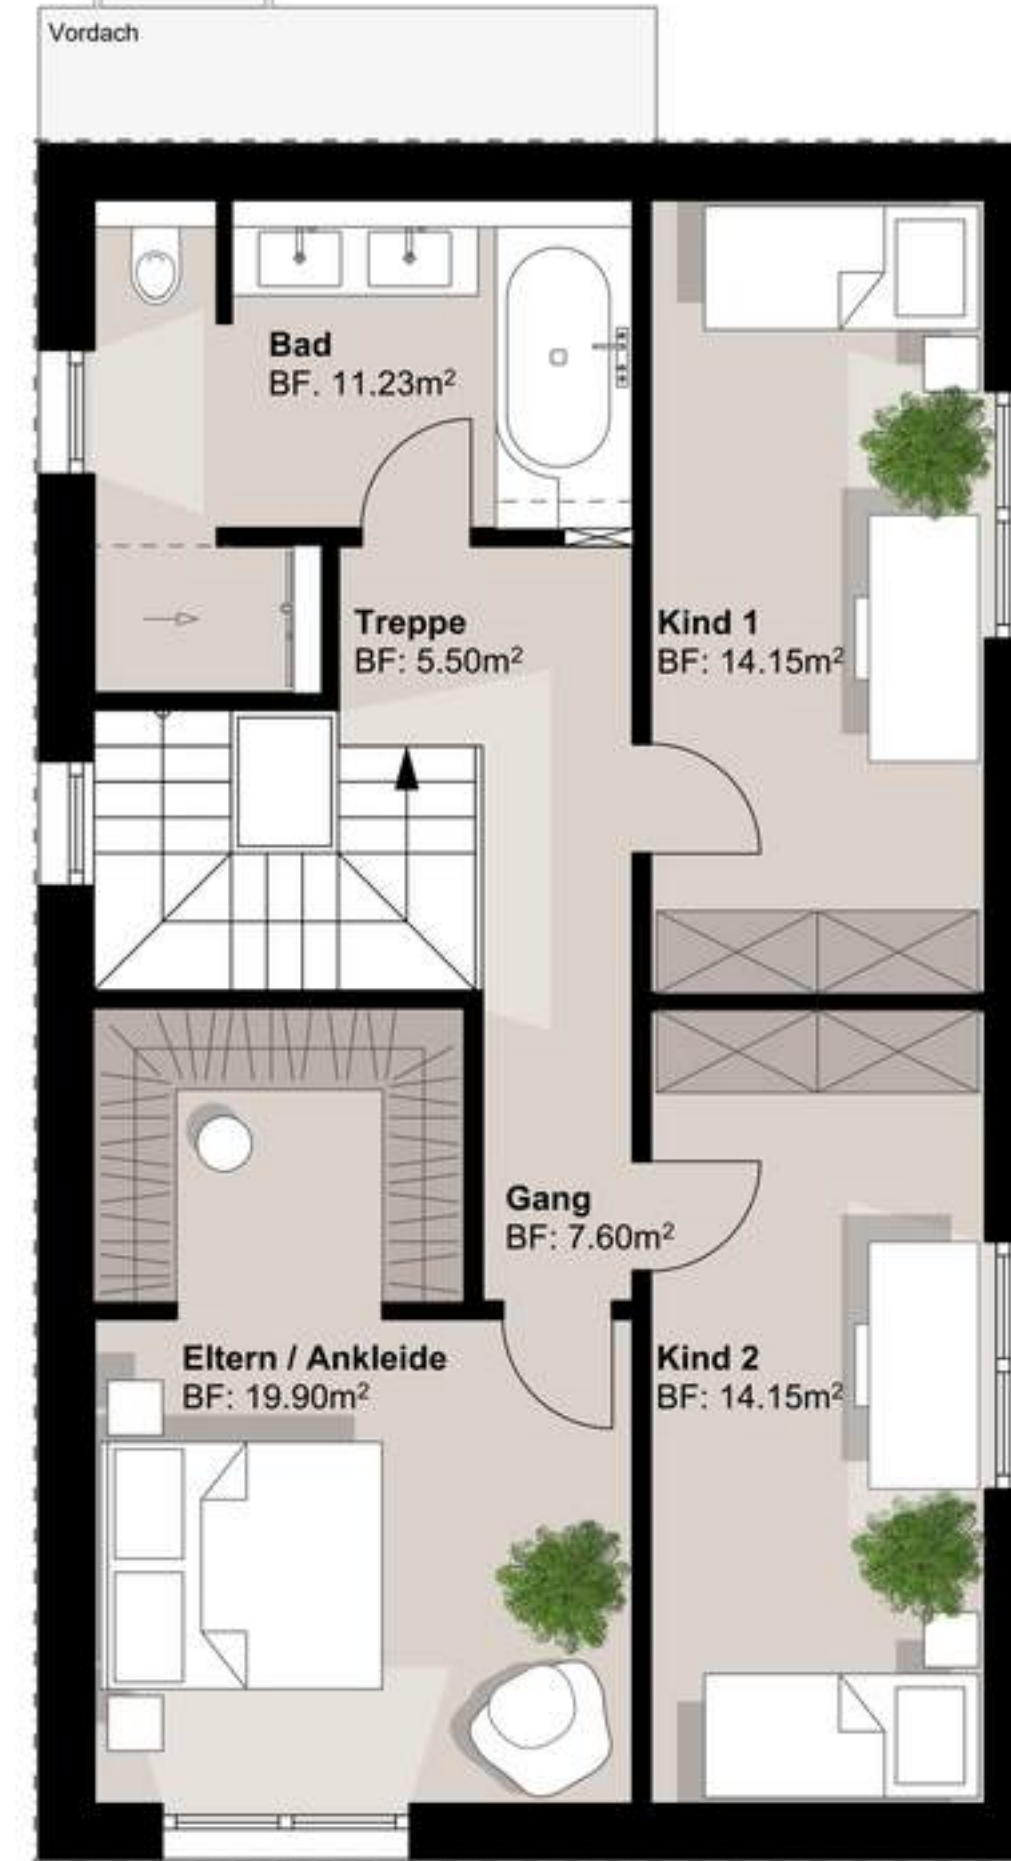 Vordach
Bad
BF. 11.23m²
Treppe
BF: 5.50m²
Kind 1
BF: 14.15m²
Gang
BF: 7.60m²
Eltern / Ankleide
BF: 19.90m²
Kind 2
BF: 14.15m²